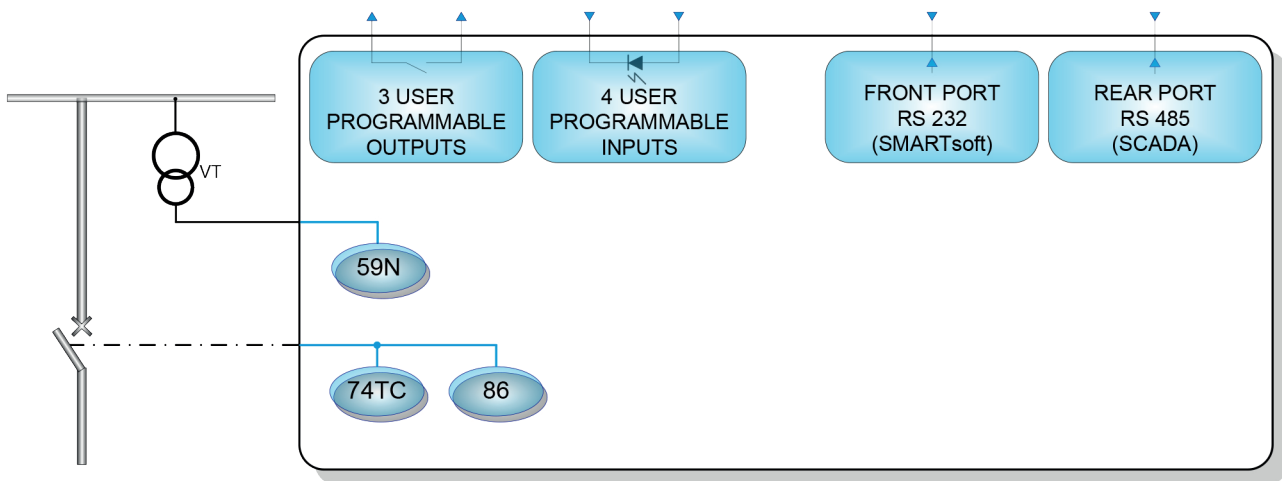 3 USER
PROGRAMMABLE
OUTPUTS
4 USER
PROGRAMMABLE
INPUTS
FRONT PORT
RS 232
(SMARTsoft)
REAR PORT
RS 485
(SCADA)
VT
59N
74TC
86